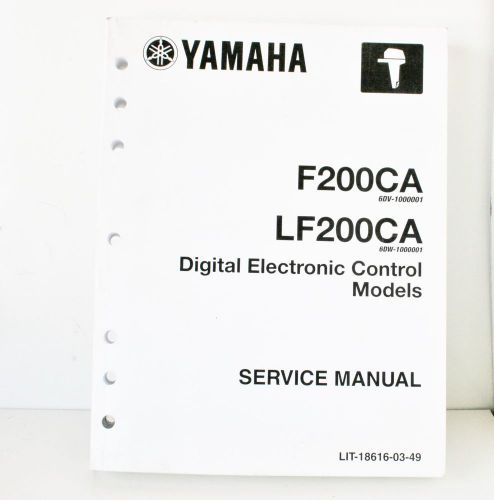 YAMAHA
F200CA
6DV-1000001
LF200CA
6DW-1000001
Digital Electronic Control
Models
SERVICE MANUAL
LIT-18616-03-49